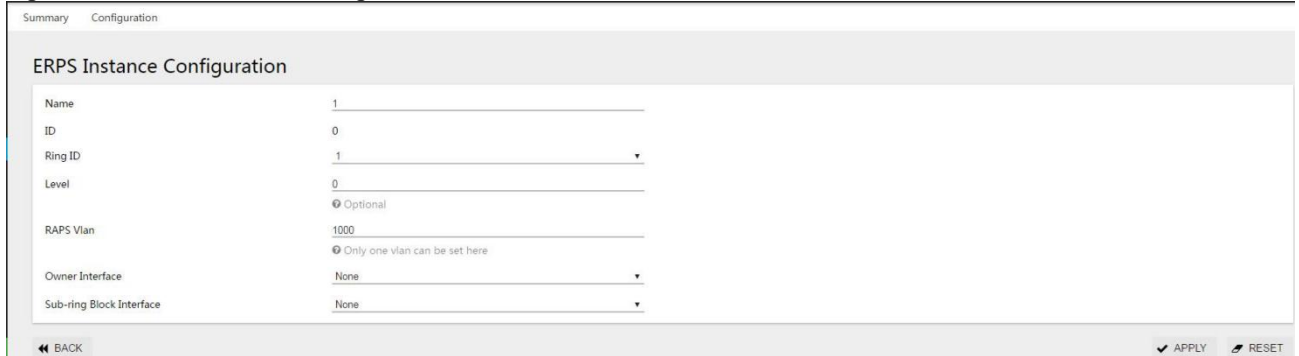 Summary Configuration
ERPS Instance Configuration
Name 1
ID 0
Ring ID 1
Level 0
Optional
RAPS Vlan 1000
Only one vlan can be set here
Owner Interface None
Sub-ring Block Interface None
BACK APPLY RESET